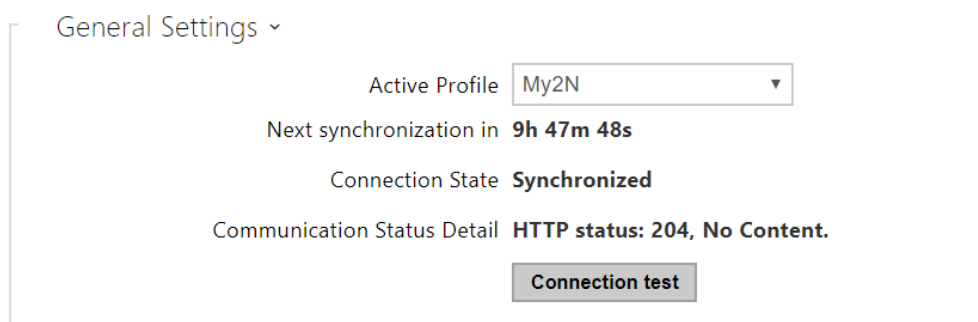 General Settings
Active Profile My2N
Next synchronization in 9h 47m 48s
Connection State Synchronized
Communication Status Detail HTTP status: 204, No Content.
Connection test